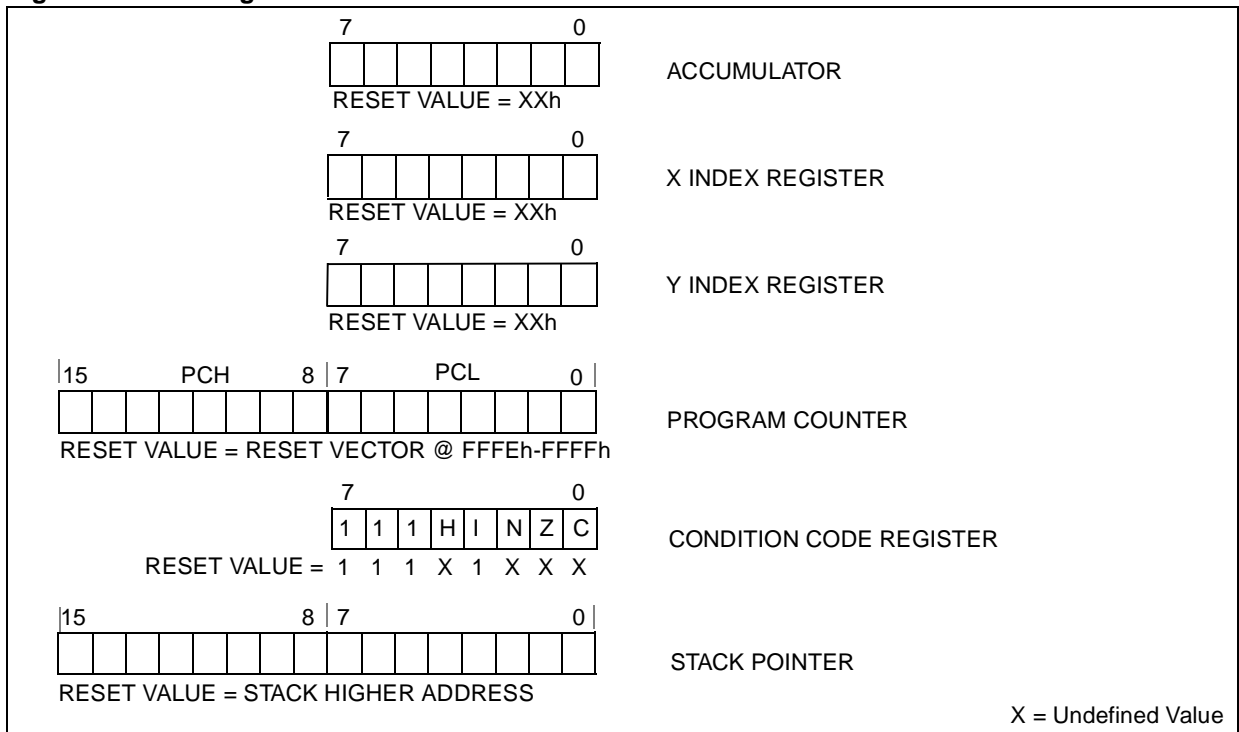 7 0
ACCUMULATOR
RESET VALUE = XXh
7 0
X INDEX REGISTER
RESET VALUE = XXh
7 0
Y INDEX REGISTER
RESET VALUE = XXh
15 PCH 8 7 PCL 0
PROGRAM COUNTER
RESET VALUE = RESET VECTOR @ FFFEh-FFFFh
7 0
1 1 1 H I N Z C
CONDITION CODE REGISTER
RESET VALUE = 1 1 1 X 1 X X X
15 8 7 0
STACK POINTER
RESET VALUE = STACK HIGHER ADDRESS
X = Undefined Value